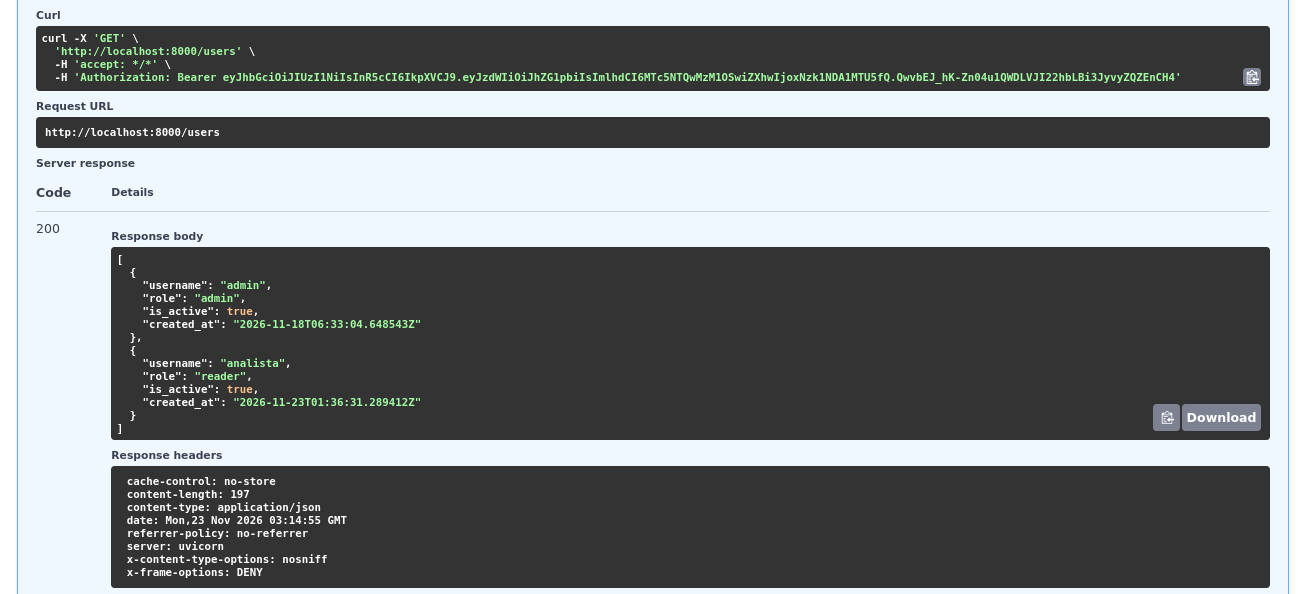 Curl
curl -X 'GET' \
  'http://localhost:8000/users' \
  -H 'accept: */*' \
  -H 'Authorization: Bearer eyJhbGciOiJIUzI1NiIsInR5cCI6IkpXVCJ9.eyJzdWIiOiJhZG1pbiIsImlhdCI6MTc5NTQwMzM1OSwiZXhwIjoxNzk1NDA1MTU5fQ.QwvbEJ_hK-Zn04u1QWDLVJI22hbLBi3JyvyZQZEnCH4'
Request URL
http://localhost:8000/users
Server response
Code Details
200
Response body
[
  {
    "username": "admin",
    "role": "admin",
    "is_active": true,
    "created_at": "2026-11-18T06:33:04.648543Z"
  },
  {
    "username": "analista",
    "role": "reader",
    "is_active": true,
    "created_at": "2026-11-23T01:36:31.289412Z"
  }
]
Download
Response headers
cache-control: no-store
content-length: 197
content-type: application/json
date: Mon,23 Nov 2026 03:14:55 GMT
referrer-policy: no-referrer
server: uvicorn
x-content-type-options: nosniff
x-frame-options: DENY